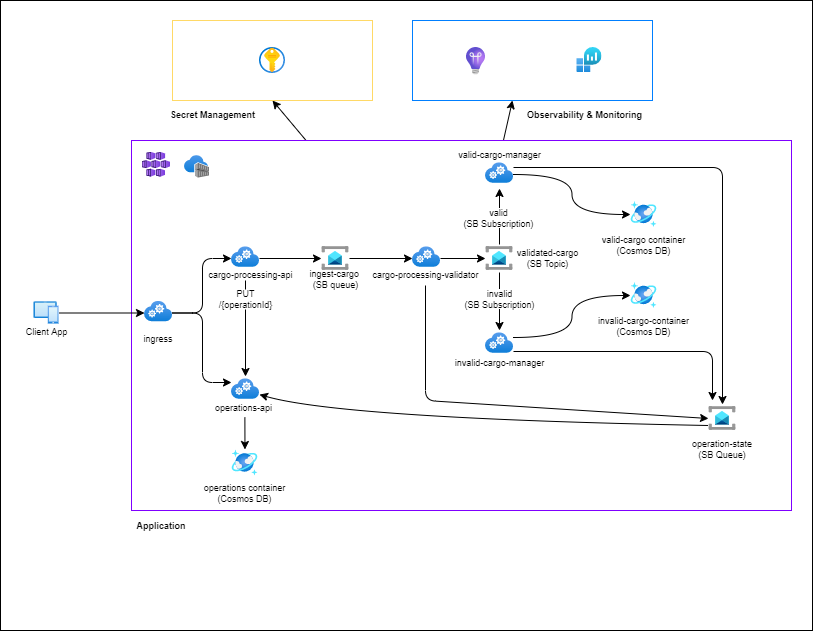 Secret Management
Observability & Monitoring
valid-cargo-manager
valid
(SB Subscription)
valid-cargo container
(Cosmos DB)
cargo-processing-api
ingest-cargo
(SB queue)
cargo-processing-validator
validated-cargo
(SB Topic)
PUT
/{operationId}
invalid
(SB Subscription)
invalid-cargo-container
(Cosmos DB)
Client App
ingress
invalid-cargo-manager
operations-api
operation-state
(SB Queue)
operations container
(Cosmos DB)
Application